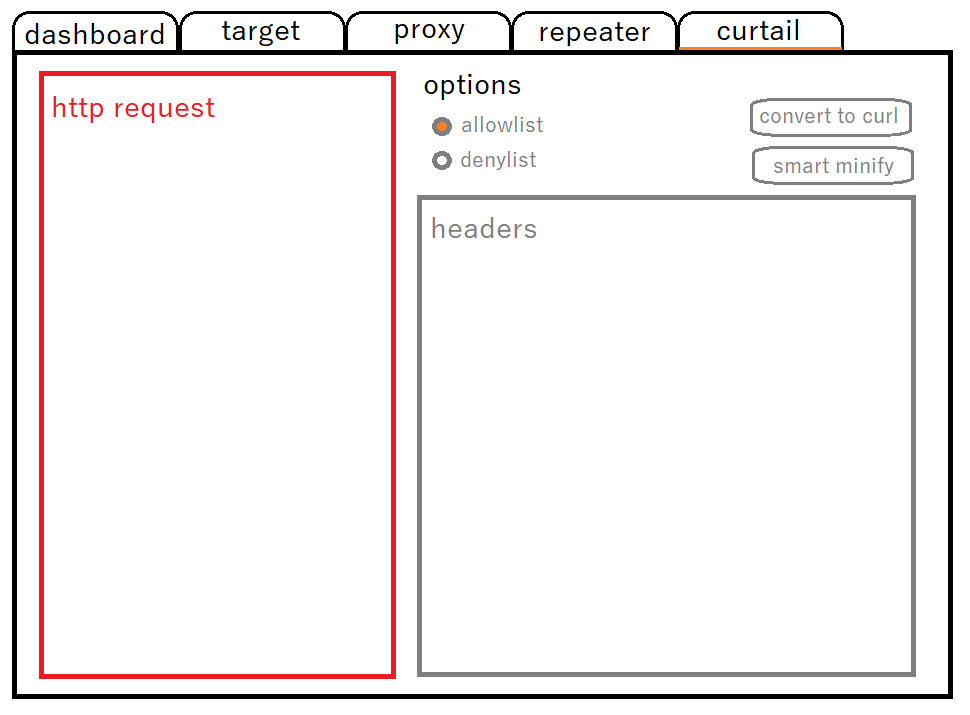 dashboard
target
proxy
repeater
curtail
http request
options
allowlist
denylist
convert to curl
smart minify
headers